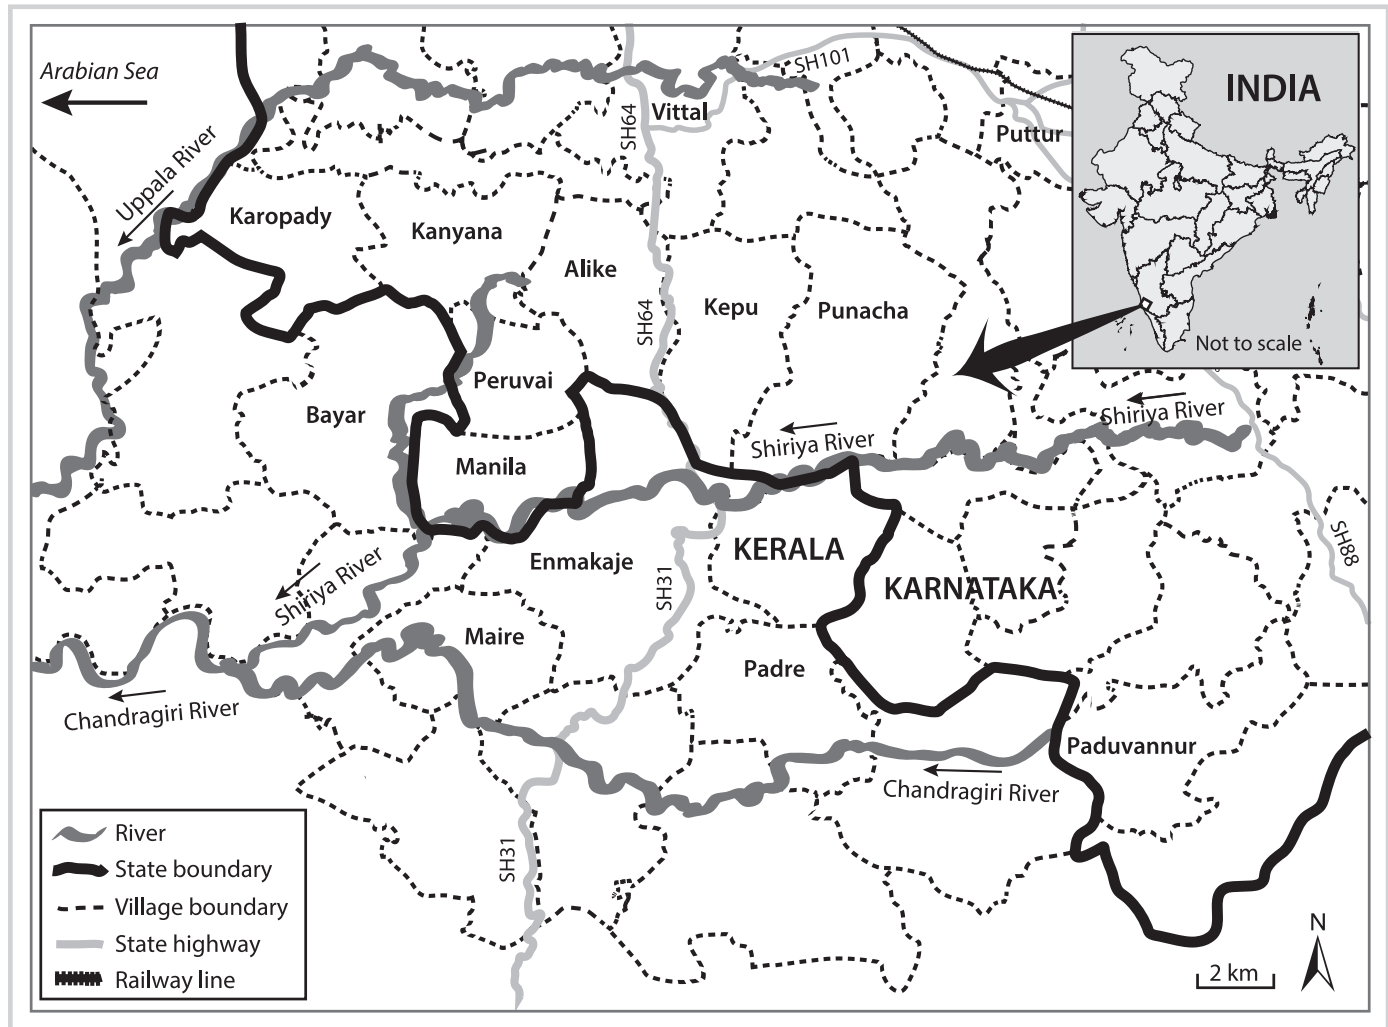 Arabian Sea
SH101
INDIA
Vittal
SH64
Puttur
Uppala River
Karopady
Kanyana
Alike
SH64
Kepu
Punacha
Not to scale
Peruvai
Bayar
Shiriya River
Shiriya River
Manila
Enmakaje
KERALA
SH88
Shiriya River
SH31
KARNATAKA
Maire
Padre
Chandragiri River
Paduvannur
Chandragiri River
SH31
River
State boundary
Village boundary
State highway
Railway line
N
2 km